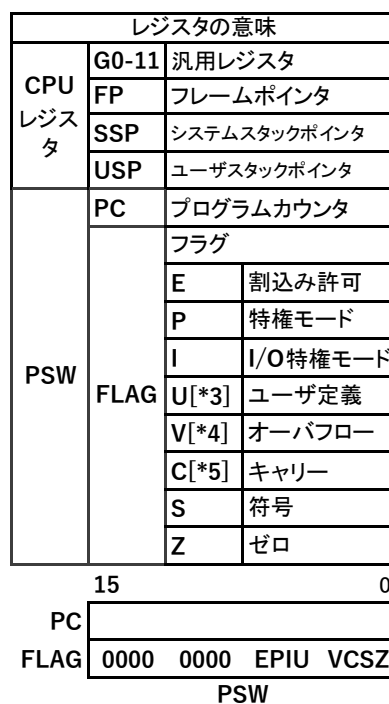 レジスタの意味
CPU レジスタ
G0-11 汎用レジスタ
FP フレームポインタ
SSP システムスタックポインタ
USP ユーザスタックポインタ
PSW
PC プログラムカウンタ
FLAG
フラグ
E 割込み許可
P 特権モード
I I/O特権モード
U[*3] ユーザ定義
V[*4] オーバフロー
C[*5] キャリー
S 符号
Z ゼロ
15 0
PC
FLAG 0000 0000 EPIU VCSZ
PSW